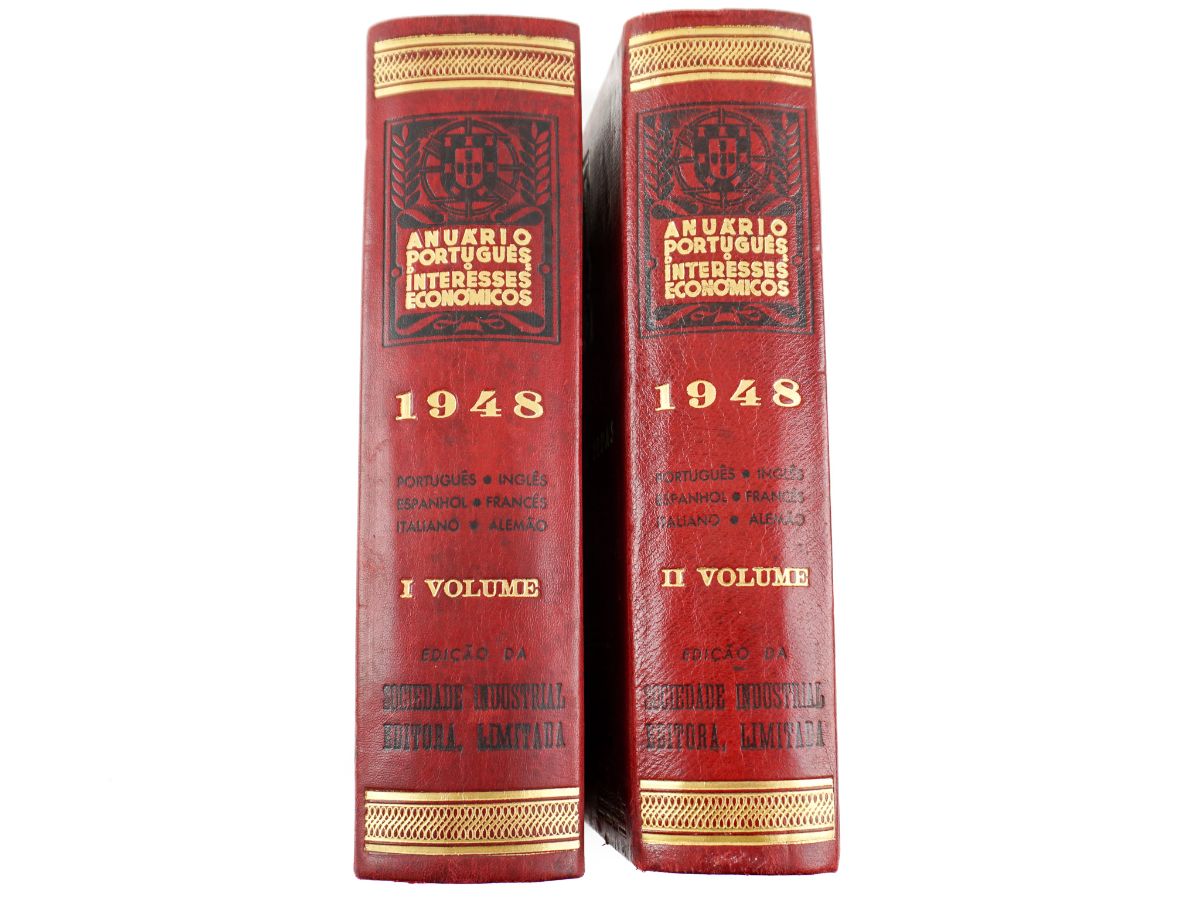 ANUÁRIO
PORTUGUÊS
INTERESSES
ECONÓMICOS
1948
PORTUGUÊS • INGLÊS
ESPANHOL • FRANCÊS
ITALIANO • ALEMÃO
I VOLUME
EDIÇÃO DA
SOCIEDADE INDUSTRIAL
EDITORA, LIMITADA
ANUÁRIO
PORTUGUÊS
INTERESSES
ECONÓMICOS
1948
PORTUGUÊS • INGLÊS
ESPANHOL • FRANCÊS
ITALIANO • ALEMÃO
II VOLUME
EDIÇÃO DA
SOCIEDADE INDUSTRIAL
EDITORA, LIMITADA